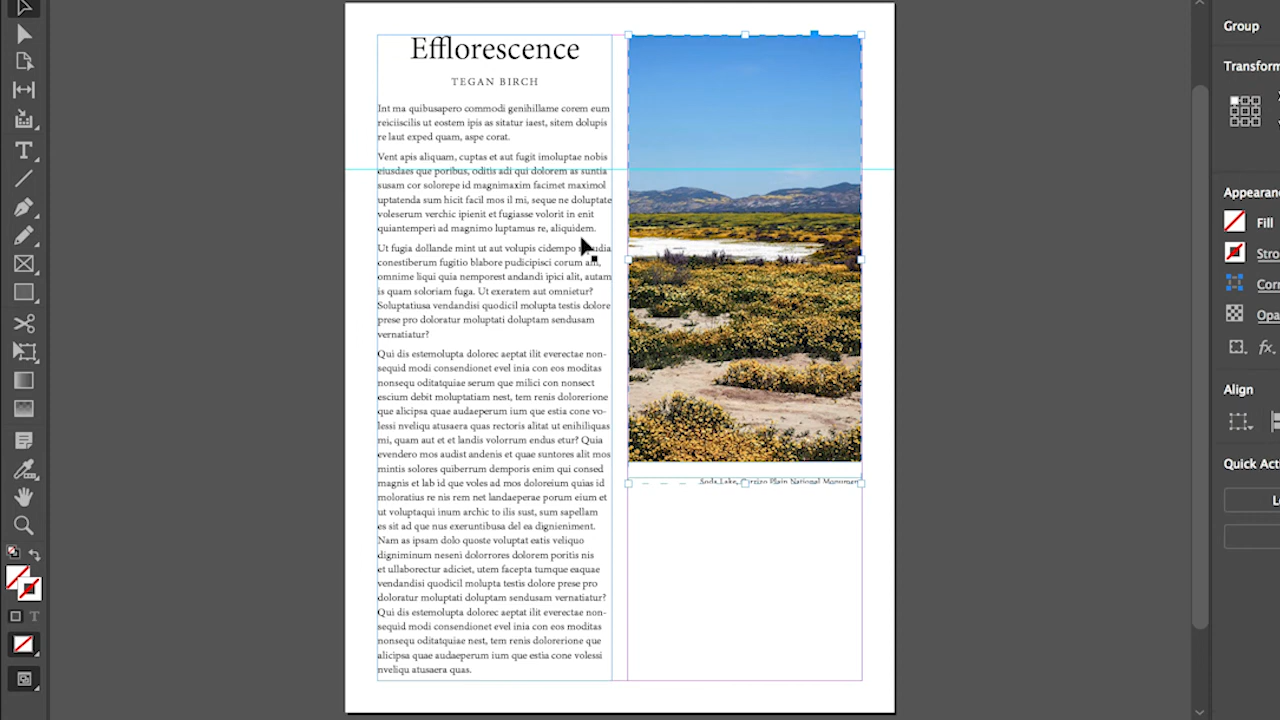 Efflorescence
TEGAN BIRCH
Int ma quibusapero commodi genihillame corem eum
reiciiscilis ut eostem ipis as sitatur iaest, sitem dolupis
re laut exped quam, aspe corat.
Vent apis aliquam, cuptas et aut fugit imoluptae nobis
eiusdaes que poribus, oditis adi qui dolorem as suntia
susam cor solorepe id magnimaxim facimet maximol
uptatenda sum hicit facil mos il mi, seque ne doluptate
voleserum verchic ipienit et fugiasse volorit in enit
quiantemperi ad magnimo luptamus re, aliquidem.
Ut fugia dollande mint ut aut volupis cidempo
conestiberum fugitio blabore pudicipisci corum am,
omnime liqui quia nemporest andandi ipici alit, autam
is quam soloriam fuga. Ut exeratem aut omnietur?
Soluptatiusa vendandisi quodicil molupta testis dolore
prese pro doloratur moluptati doluptam sendusam
vernatiatur?
Qui dis estemolupta dolorec aeptat ilit everectae non-
sequid modi consendionet evel inia con eos moditas
nonsequ oditatquiae serum que milici con nonsect
escium debit moluptatiam nest, tem renis dolorerione
que alicipsa quae audaeperum ium que estia cone vo-
lessi nveliqu atusaera quas rectoris alitat ut enihiliquas
mi, quam aut et et landis volorrum endus etur? Quia
evendero mos audist andenis et quae suntores alit mos
mintis solores quiberrum demporis enim qui consed
magnis et lab id que voles ad mos doloreium quias id
moloratius re nis rem net landaeperae porum eium et
ut voluptaqui inum archic to ilis sust, sum sapellam
es sit ad que nus exeruntibusa del ea dignieniment.
Nam as ipsam dolo quoste voluptat eatis veliquo
digniminum neseni dolorrores dolorem poritis nis
et ullaborectur adiciet, utem facepta tumque eaquae
vendandisi quodicil molupta testis dolore prese pro
doloratur moluptati doluptam sendusam vernatiatur?
Qui dis estemolupta dolorec aeptat ilit everectae non-
sequid modi consendionet evel inia con eos moditas
nonsequ oditatquiae nest, tem renis dolorerione que
alicipsa quae audaeperum ium que estia cone volessi
nveliqu atusaera quas.
Soda Lake, Plain National
Group
Transform
Appearanc
Fill
Stro
Corn
Opa
fx.
Align
Quick Acti